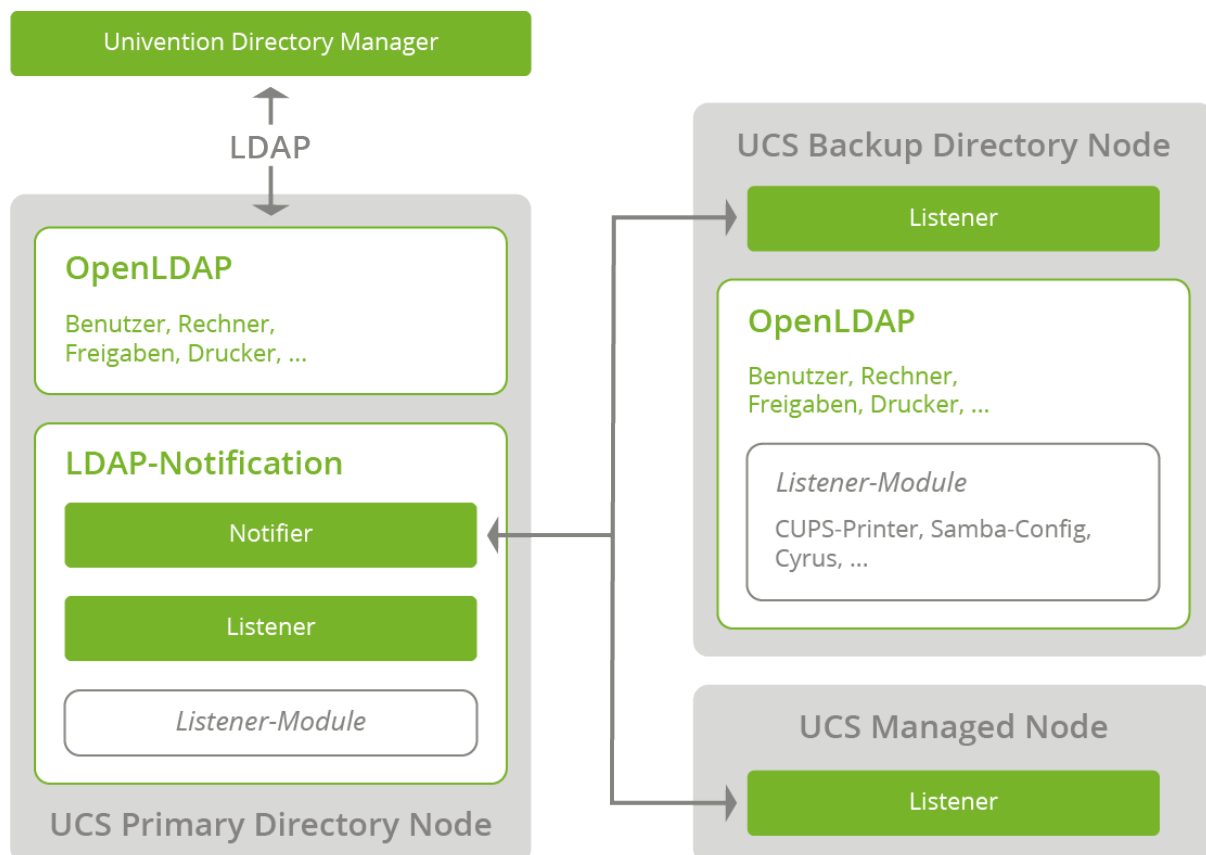 Univention Directory Manager
LDAP
OpenLDAP
Benutzer, Rechner,
Freigaben, Drucker, ...
LDAP-Notification
Notifier
Listener
Listener-Module
UCS Primary Directory Node
UCS Backup Directory Node
Listener
OpenLDAP
Benutzer, Rechner,
Freigaben, Drucker, ...
Listener-Module
CUPS-Printer, Samba-Config,
Cyrus, ...
UCS Managed Node
Listener